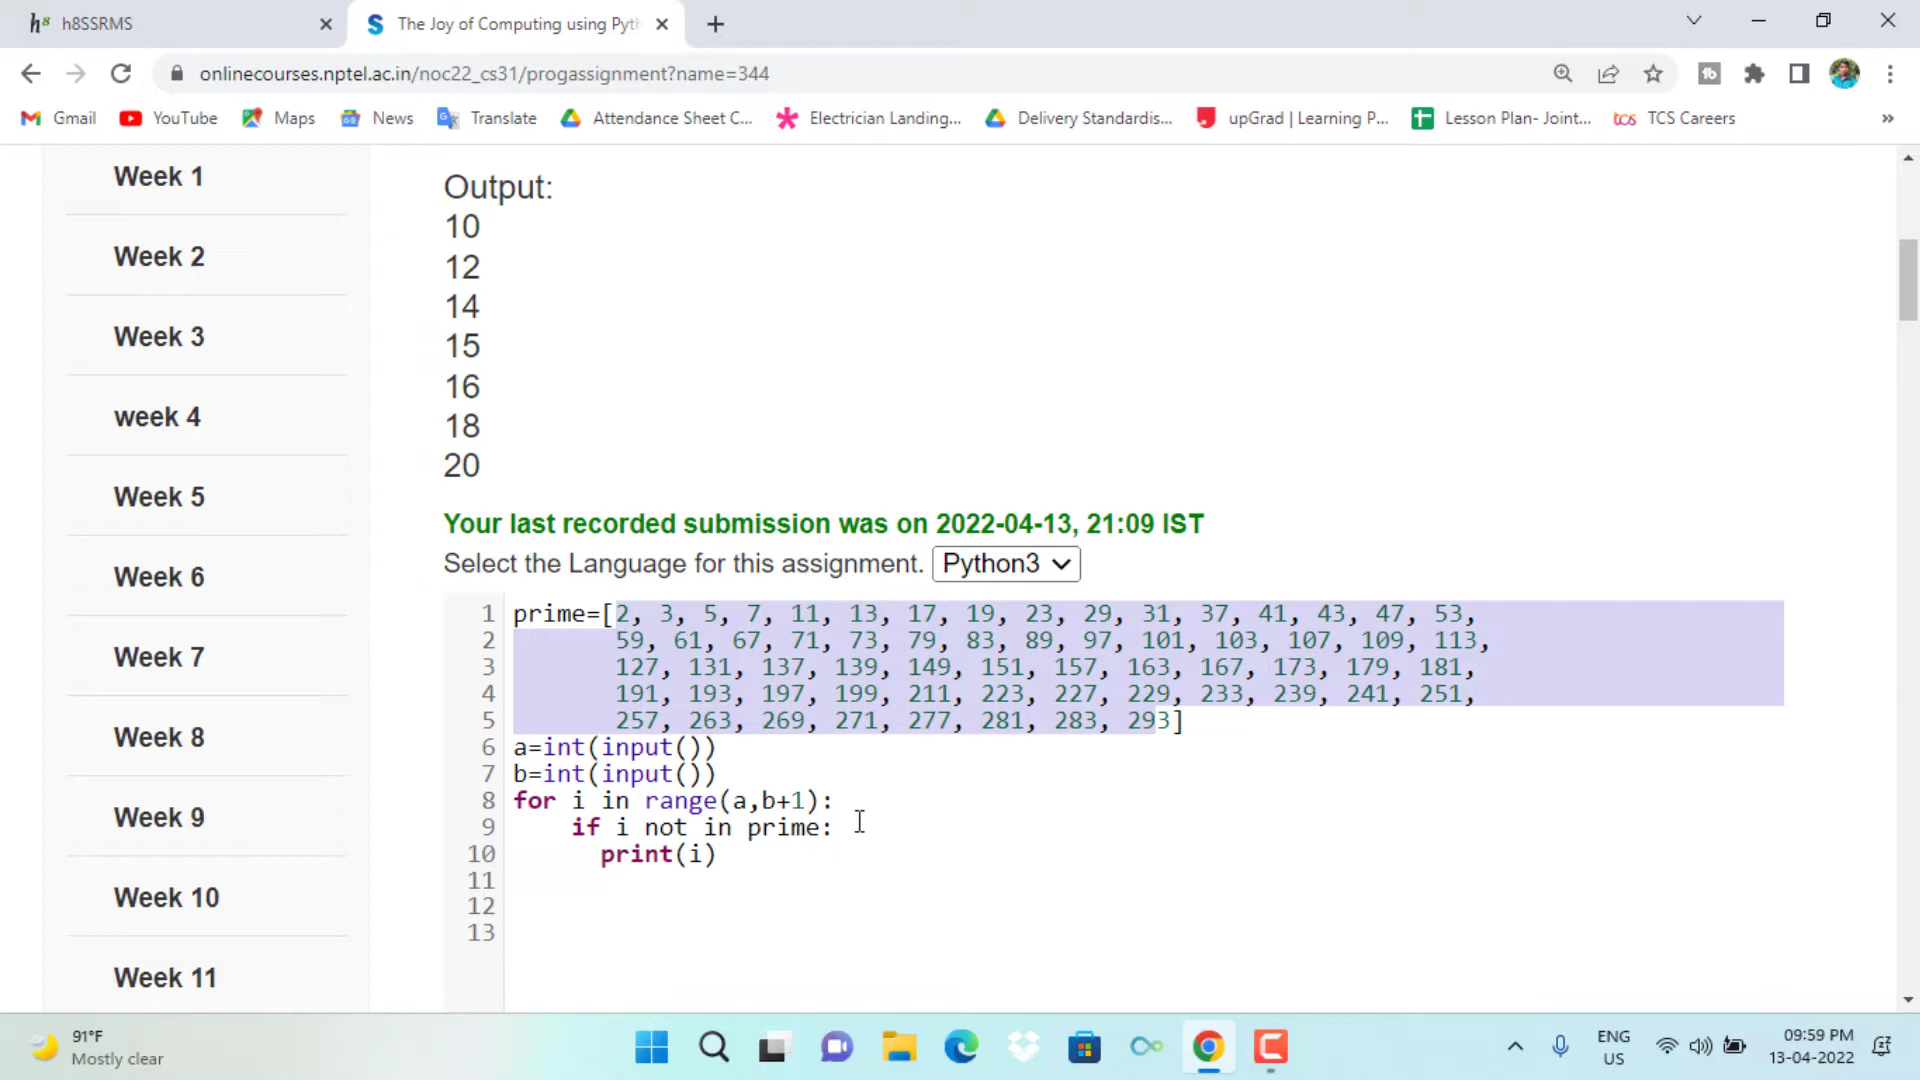 h8 h8SSRMS
The Joy of Computing using Pyth
onlinecourses.nptel.ac.in/noc22_cs31/progassignment?name=344
Gmail YouTube Maps News Translate Attendance Sheet C... Electrician Landing... Delivery Standardis... upGrad | Learning P... Lesson Plan- Joint... tcs TCS Careers »
Week 1
Week 2
Week 3
week 4
Week 5
Week 6
Week 7
Week 8
Week 9
Week 10
Week 11
Output:
10
12
14
15
16
18
20
Your last recorded submission was on 2022-04-13, 21:09 IST
Select the Language for this assignment. Python3
1 prime=[2, 3, 5, 7, 11, 13, 17, 19, 23, 29, 31, 37, 41, 43, 47, 53,
2 59, 61, 67, 71, 73, 79, 83, 89, 97, 101, 103, 107, 109, 113,
3 127, 131, 137, 139, 149, 151, 157, 163, 167, 173, 179, 181,
4 191, 193, 197, 199, 211, 223, 227, 229, 233, 239, 241, 251,
5 257, 263, 269, 271, 277, 281, 283, 293]
6 a=int(input())
7 b=int(input())
8 for i in range(a,b+1):
9 if i not in prime:
10 print(i)
11
12
13
91°F
Mostly clear
ENG
US
09:59 PM
13-04-2022